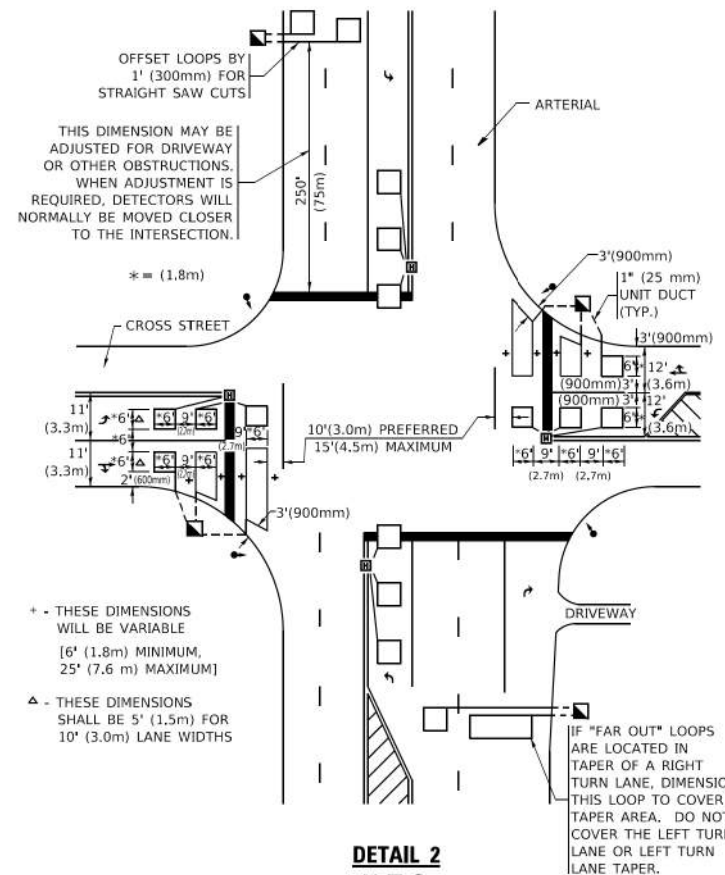 OFFSET LOOPS BY
1' (300mm) FOR
STRAIGHT SAW CUTS
THIS DIMENSION MAY BE
ADJUSTED FOR DRIVEWAY
OR OTHER OBSTRUCTIONS.
WHEN ADJUSTMENT IS
REQUIRED, DETECTORS WILL
NORMALLY BE MOVED CLOSER
TO THE INTERSECTION.
* = (1.8m)
250'
(75m)
ARTERIAL
CROSS STREET
3'(900mm)
1" (25 mm)
UNIT DUCT
(TYP.)
3'(900mm)
6'* 12'
(900mm) 3' (3.6m)
(900mm) 3' 12'
6'*
(3.6m)
*6' 9' *6' 9' *6'
(2.7m) (2.7m)
H
H
H
H
11'
(3.3m)
*6' Δ *6' 9' *6'
*6'
11'
(3.3m)
*6' Δ *6' 9' *6'
2' (600mm)
9' *6'
(2.7m)
10'(3.0m) PREFERRED
15'(4.5m) MAXIMUM
3'(900mm)
+ - THESE DIMENSIONS
WILL BE VARIABLE
[6' (1.8m) MINIMUM,
25' (7.6 m) MAXIMUM]
Δ - THESE DIMENSIONS
SHALL BE 5' (1.5m) FOR
10' (3.0m) LANE WIDTHS
DRIVEWAY
IF "FAR OUT" LOOPS
ARE LOCATED IN
TAPER OF A RIGHT
TURN LANE, DIMENSIO
THIS LOOP TO COVER
TAPER AREA. DO NOT
COVER THE LEFT TUR
LANE OR LEFT TURN
LANE TAPER.
DETAIL 2